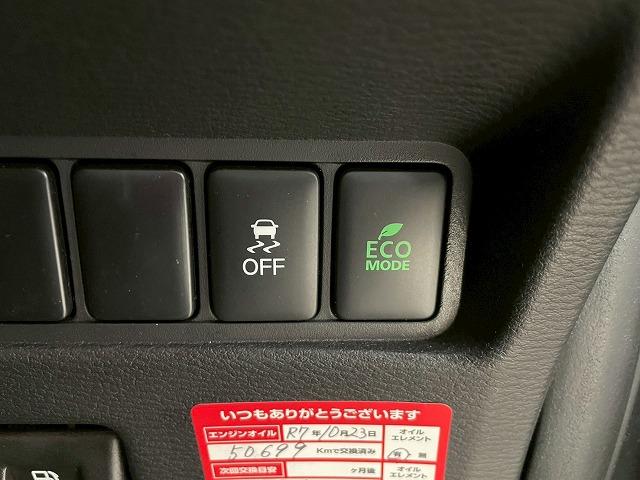 OFF
ECO
MODE
いつもありがとうございます
エンジンオイル R7年10月23日 オイル
エレメント
50699 Kmで交換済み 有 無
次回交換目安 ヶ月後 オイル
エレメント